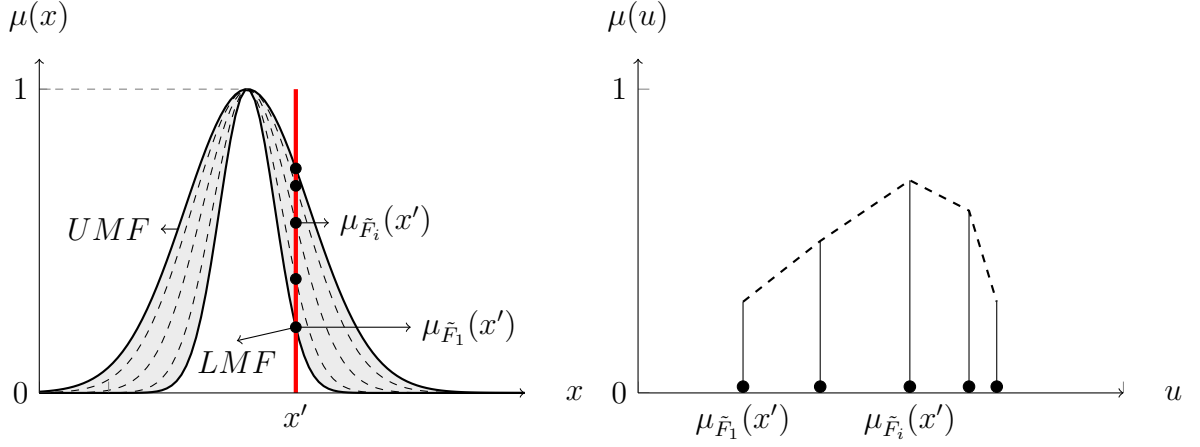 μ(x)
1
UMF
μ_{F̃_i}(x′)
μ_{F̃_1}(x′)
LMF
0
x′
x
μ(u)
1
0
μ_{F̃_1}(x′)
μ_{F̃_i}(x′)
u